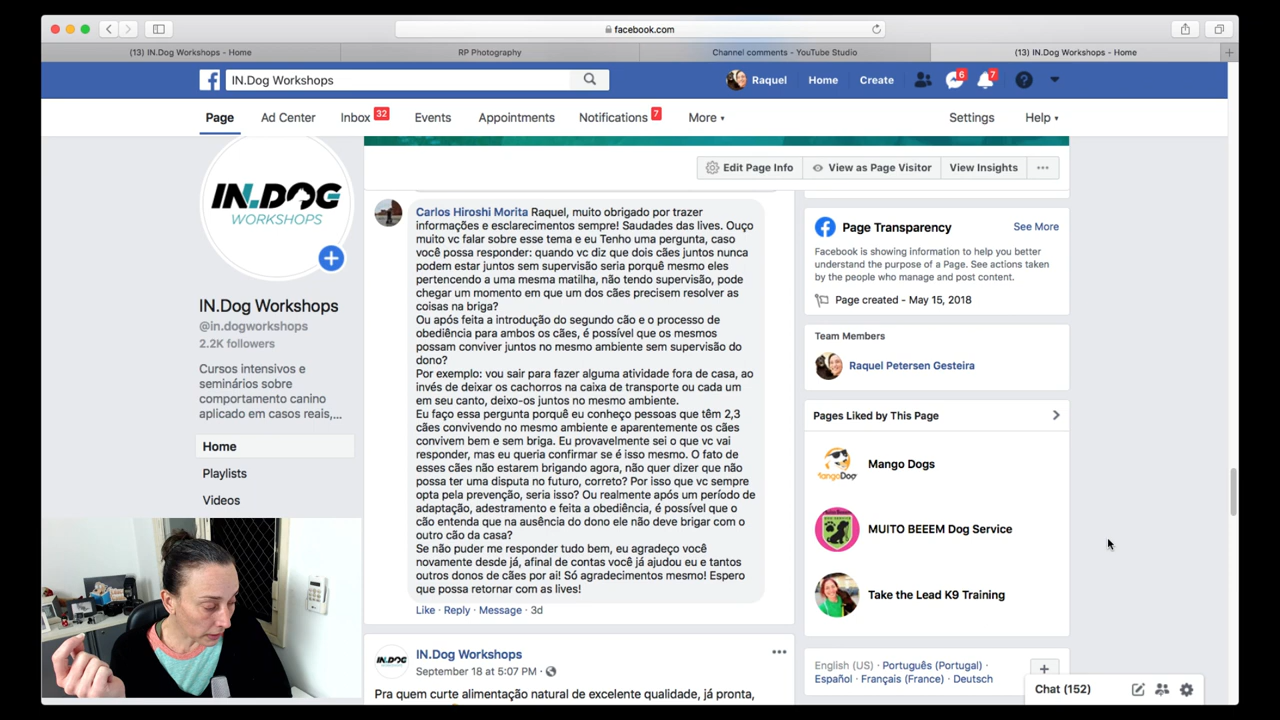 facebook.com
(13) IN.Dog Workshops - Home
RP Photography
Channel comments - YouTube Studio
(13) IN.Dog Workshops - Home
IN.Dog Workshops
Raquel
Home
Create
6
7
Page
Ad Center
Inbox 32
Events
Appointments
Notifications 7
More
Settings
Help
Edit Page Info
View as Page Visitor
View Insights
IN.DOG
WORKSHOPS
IN.Dog Workshops
@in.dogworkshops
2.2K followers
Cursos intensivos e
seminários sobre
comportamento canino
aplicado em casos reais,...
Home
Playlists
Videos
Carlos Hiroshi Morita Raquel, muito obrigado por trazer
informações e esclarecimentos sempre! Saudades das lives. Ouço
muito vc falar sobre esse tema e eu Tenho uma pergunta, caso
você possa responder: quando vc diz que dois cães juntos nunca
podem estar juntos sem supervisão seria porquê mesmo eles
pertencendo a uma mesma matilha, não tendo supervisão, pode
chegar um momento em que um dos cães precisem resolver as
coisas na briga?
Ou após feita a introdução do segundo cão e o processo de
obediência para ambos os cães, é possível que os mesmos
possam conviver juntos no mesmo ambiente sem supervisão do
dono?
Por exemplo: vou sair para fazer alguma atividade fora de casa, ao
invés de deixar os cachorros na caixa de transporte ou cada um
em seu canto, deixo-os juntos no mesmo ambiente.
Eu faço essa pergunta porquê eu conheço pessoas que têm 2,3
cães convivendo no mesmo ambiente e aparentemente os cães
convivem bem e sem briga. Eu provavelmente sei o que vc vai
responder, mas eu queria confirmar se é isso mesmo. O fato de
esses cães não estarem brigando agora, não quer dizer que não
possa ter uma disputa no futuro, correto? Por isso que vc sempre
opta pela prevenção, seria isso? Ou realmente após um período de
adaptação, adestramento e feita a obediência, é possível que o
cão entenda que na ausência do dono ele não deve brigar com o
outro cão da casa?
Se não puder me responder tudo bem, eu agradeço você
novamente desde já, afinal de contas você já ajudou eu e tantos
outros donos de cães por ai! Só agradecimentos mesmo! Espero
que possa retornar com as lives!
Like · Reply · Message · 3d
IN.DOG
IN.Dog Workshops
September 18 at 5:07 PM ·
Pra quem curte alimentação natural de excelente qualidade, já pronta,
Page Transparency
See More
Facebook is showing information to help you better
understand the purpose of a Page. See actions taken
by the people who manage and post content.
Page created - May 15, 2018
Team Members
Raquel Petersen Gesteira
Pages Liked by This Page
Mango Dogs
MUITO BEEEM Dog Service
Take the Lead K9 Training
English (US) · Português (Portugal) ·
Español · Français (France) · Deutsch
Chat (152)